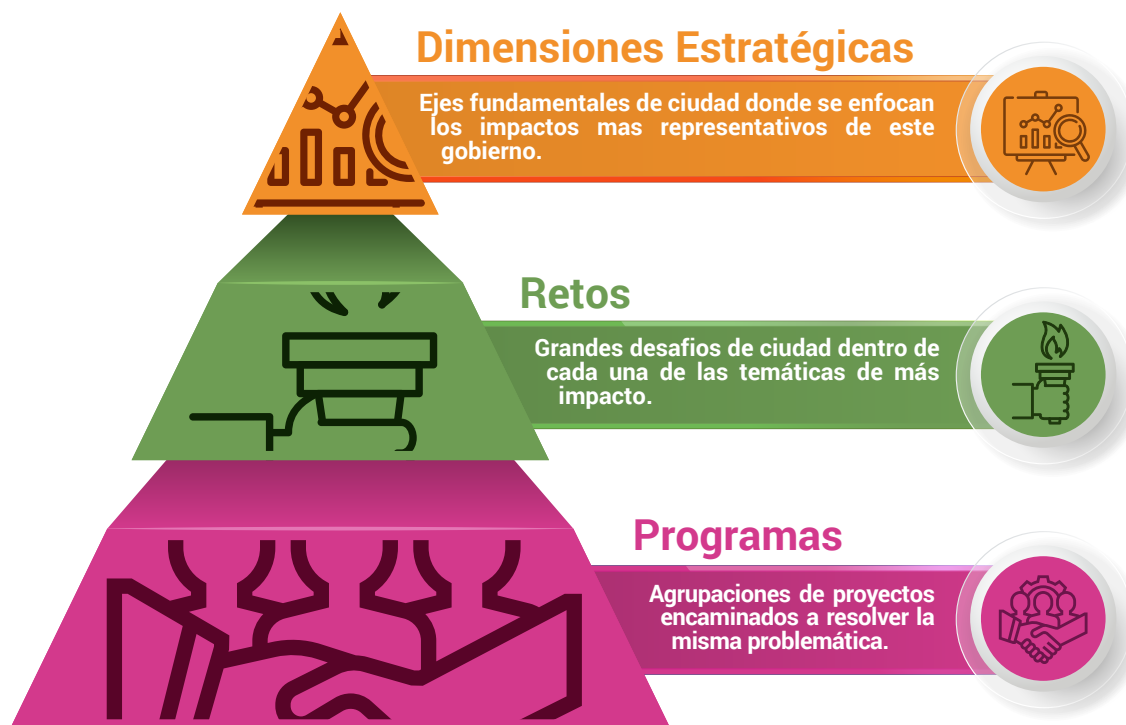 Dimensiones Estratégicas
Ejes fundamentales de ciudad donde se enfocan
los impactos mas representativos de este
gobierno.
Retos
Grandes desafios de ciudad dentro de
cada una de las temáticas de más
impacto.
Programas
Agrupaciones de proyectos
encaminados a resolver la
misma problemática.